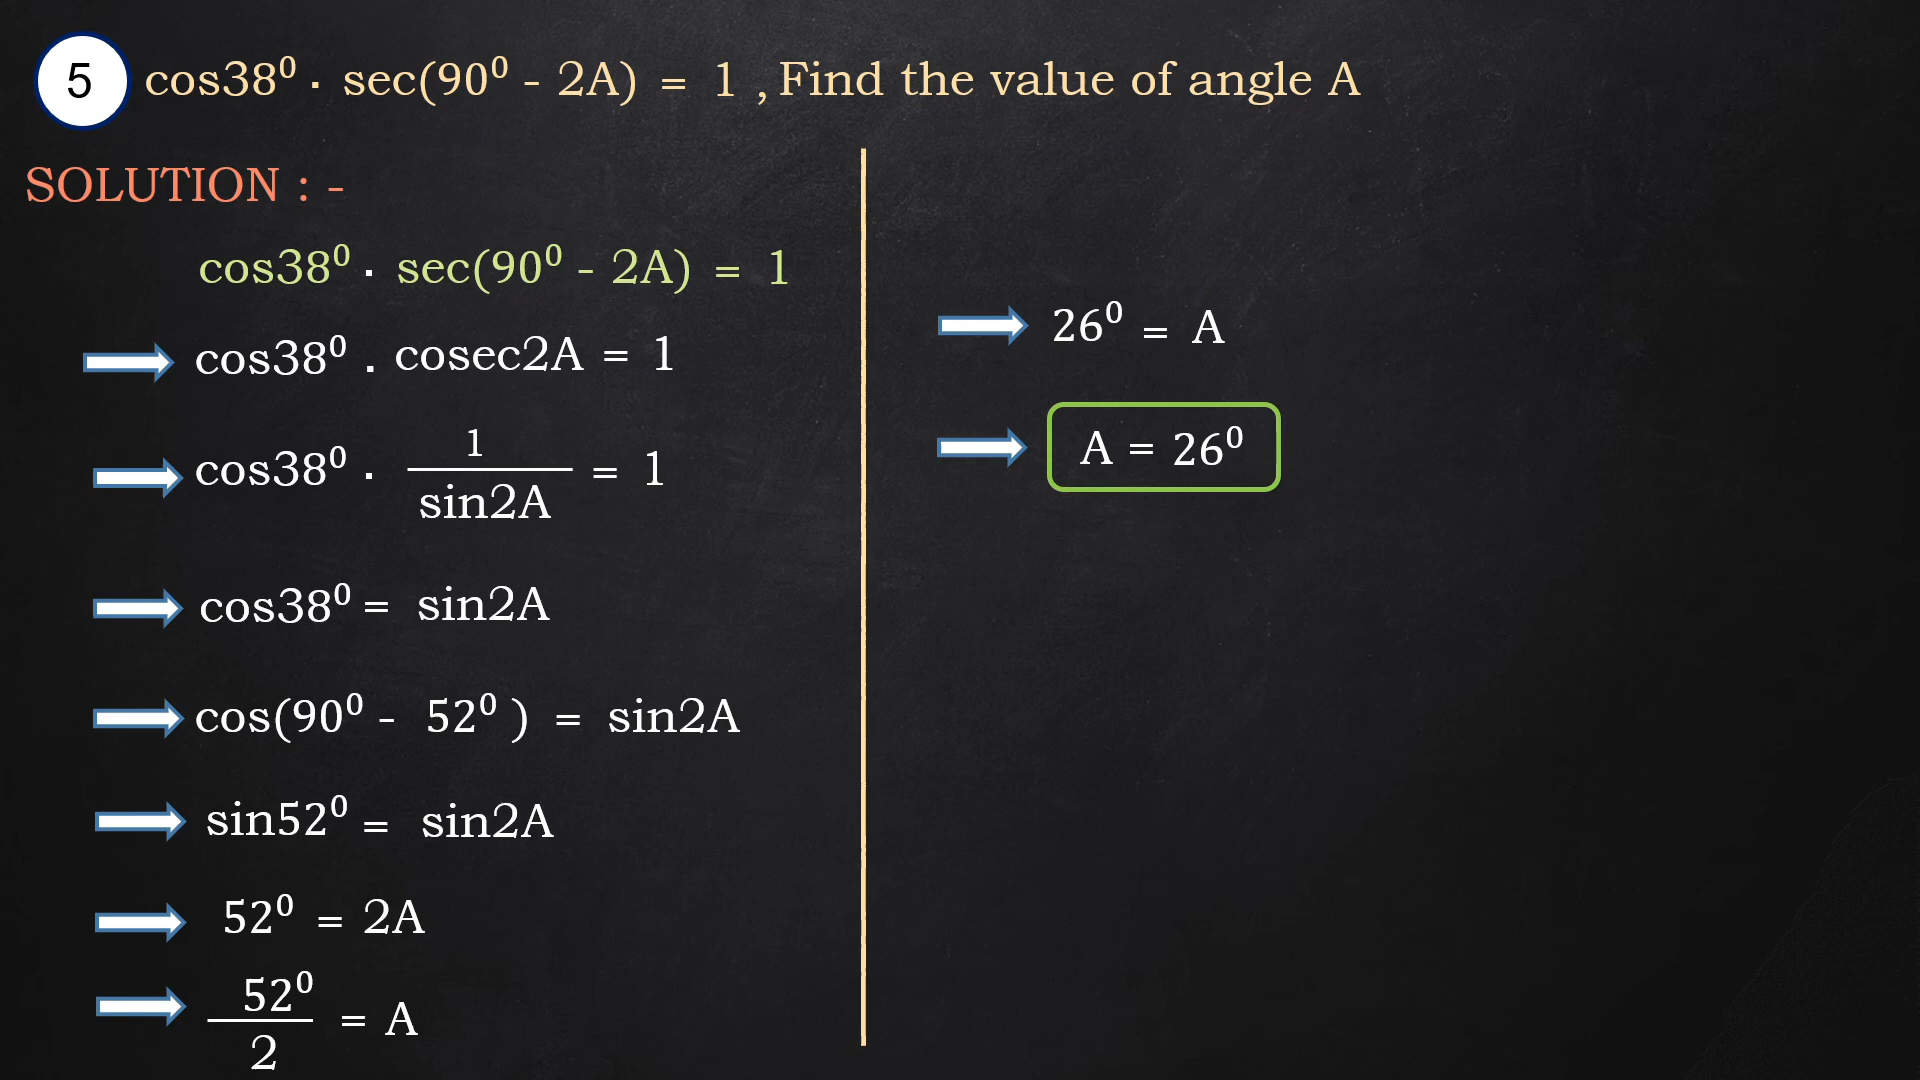 5 cos38⁰ · sec(90⁰ - 2A) = 1 , Find the value of angle A
SOLUTION : -
cos38⁰ · sec(90⁰ - 2A) = 1
cos38⁰ . cosec2A = 1
cos38⁰ · 1/sin2A = 1
cos38⁰ = sin2A
cos(90⁰ - 52⁰ ) = sin2A
sin52⁰ = sin2A
52⁰ = 2A
52⁰/2 = A
26⁰ = A
A = 26⁰